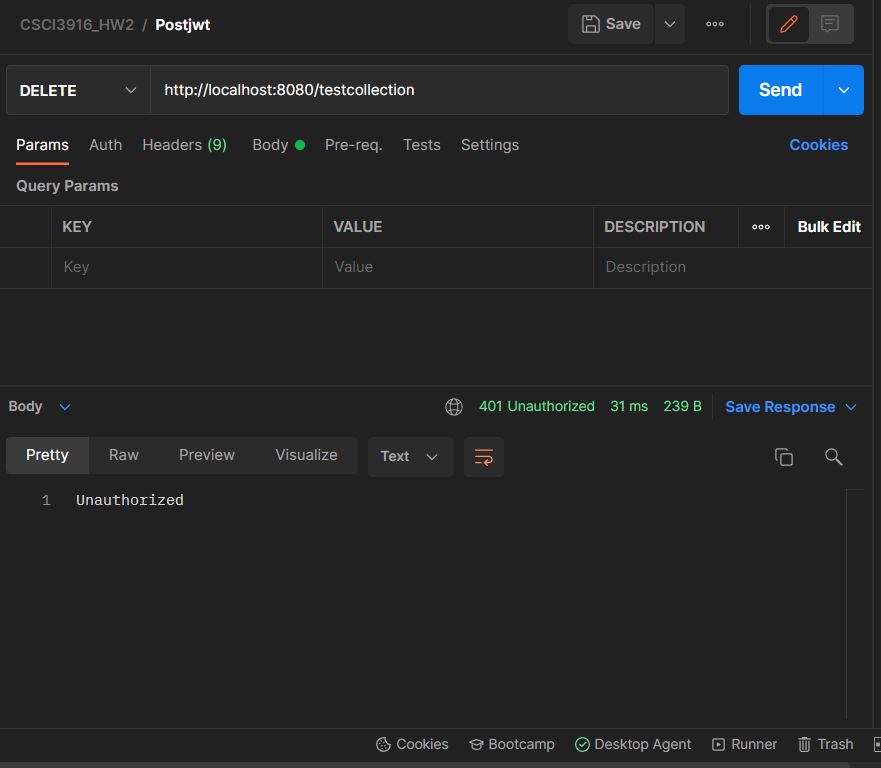 CSCI3916_HW2 / Postjwt
Save
DELETE http://localhost:8080/testcollection Send
Params Auth Headers (9) Body Pre-req. Tests Settings Cookies
Query Params
KEY VALUE DESCRIPTION Bulk Edit
Key Value Description
Body 401 Unauthorized 31 ms 239 B Save Response
Pretty Raw Preview Visualize Text
1 Unauthorized
Cookies Bootcamp Desktop Agent Runner Trash